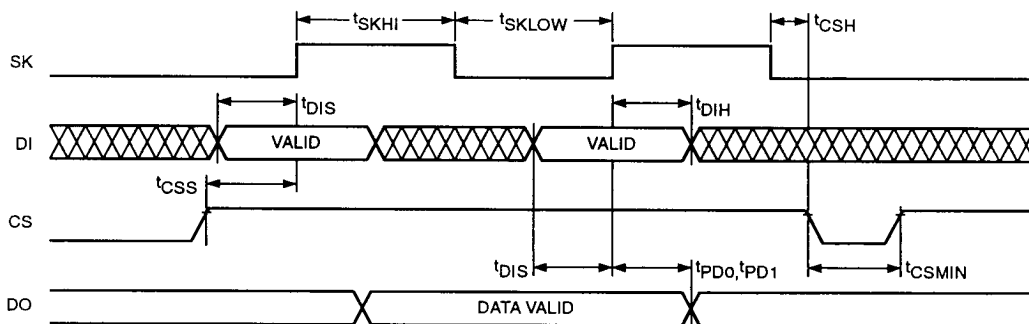 tSKHI tSKLOW tCSH
SK
tDIS tDIH
DI VALID VALID
tCSS
CS
tDIS tPD0,tPD1 tCSMIN
DO DATA VALID